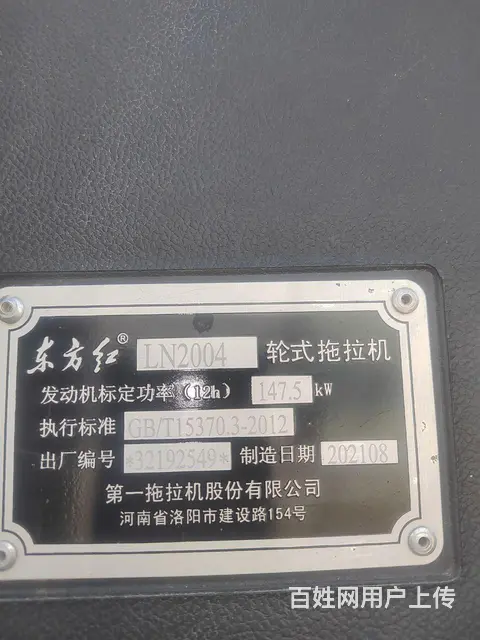 东方红® LN2004 轮式拖拉机
发动机标定功率（12h） 147.5 kW
执行标准 GB/T15370.3-2012
出厂编号 *32192549* 制造日期 202108
第一拖拉机股份有限公司
河南省洛阳市建设路154号
百姓网用户上传